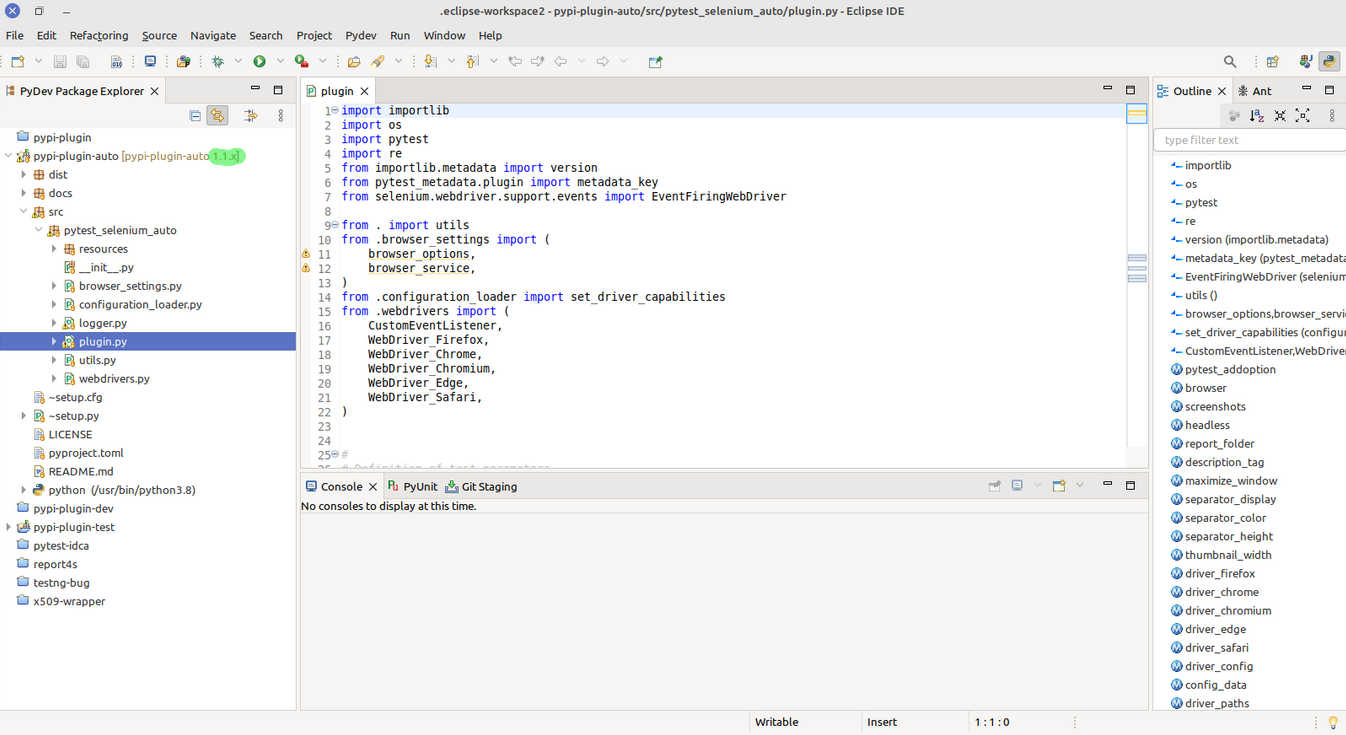 .eclipse-workspace2 - pypi-plugin-auto/src/pytest_selenium_auto/plugin.py - Eclipse IDE
File Edit Refactoring Source Navigate Search Project Pydev Run Window Help
PyDev Package Explorer
pypi-plugin
pypi-plugin-auto [pypi-plugin-auto 1.1.x]
dist
docs
src
pytest_selenium_auto
resources
__init__.py
browser_settings.py
configuration_loader.py
logger.py
plugin.py
utils.py
webdrivers.py
~setup.cfg
~setup.py
LICENSE
pyproject.toml
README.md
python (/usr/bin/python3.8)
pypi-plugin-dev
pypi-plugin-test
pytest-idca
report4s
testng-bug
x509-wrapper
plugin
1 import importlib
2 import os
3 import pytest
4 import re
5 from importlib.metadata import version
6 from pytest_metadata.plugin import metadata_key
7 from selenium.webdriver.support.events import EventFiringWebDriver
8
9 from . import utils
10 from .browser_settings import (
11 browser_options,
12 browser_service,
13 )
14 from .configuration_loader import set_driver_capabilities
15 from .webdrivers import (
16 CustomEventListener,
17 WebDriver_Firefox,
18 WebDriver_Chrome,
19 WebDriver_Chromium,
20 WebDriver_Edge,
21 WebDriver_Safari,
22 )
23
24
25 #
26 # Definition of test parameters
Console PyUnit Git Staging
No consoles to display at this time.
Outline Ant
type filter text
importlib
os
pytest
re
version (importlib.metadata)
metadata_key (pytest_metadata
EventFiringWebDriver (selenium
utils ()
browser_options,browser_servi
set_driver_capabilities (configur
CustomEventListener,WebDriver
pytest_addoption
browser
screenshots
headless
report_folder
description_tag
maximize_window
separator_display
separator_color
separator_height
thumbnail_width
driver_firefox
driver_chrome
driver_chromium
driver_edge
driver_safari
driver_config
config_data
driver_paths
Writable Insert 1 : 1 : 0